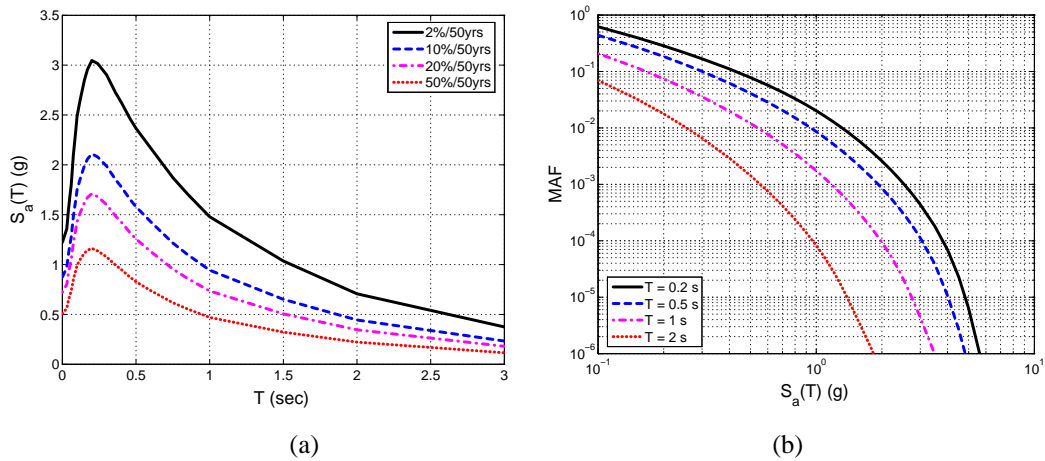 3.5
3
2.5
2
1.5
1
0.5
0
0 0.5 1 1.5 2 2.5 3
S_a(T) (g)
T (sec)
2%/50yrs
10%/50yrs
20%/50yrs
50%/50yrs
(a)
10^0
10^-1
10^-2
10^-3
10^-4
10^-5
10^-6
10^-1 10^0 10^1
MAF
S_a(T) (g)
T = 0.2 s
T = 0.5 s
T = 1 s
T = 2 s
(b)